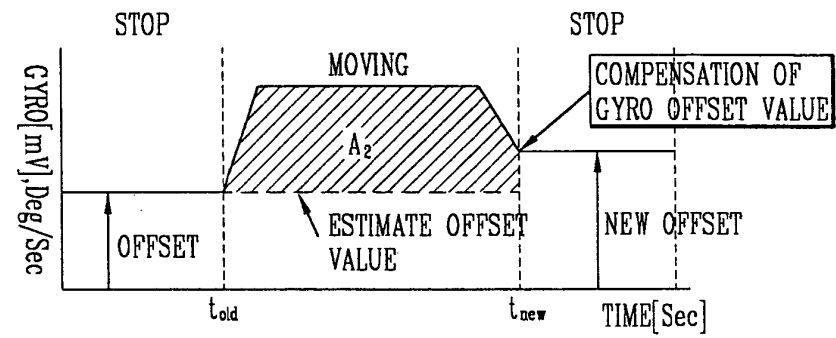 STOP
STOP
MOVING
COMPENSATION OF
GYRO OFFSET VALUE
GYRO[mV],Deg/Sec
A2
OFFSET
ESTIMATE OFFSET
VALUE
NEW OFFSET
told
tnew
TIME[Sec]